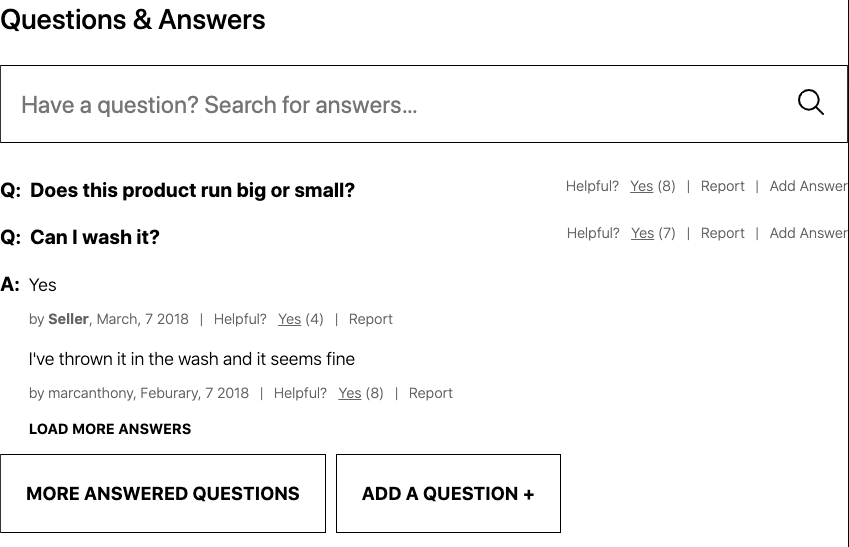 Questions & Answers
Have a question? Search for answers...
Q: Does this product run big or small? Helpful? Yes (8) | Report | Add Answer
Q: Can I wash it? Helpful? Yes (7) | Report | Add Answer
A: Yes
by Seller, March, 7 2018 | Helpful? Yes (4) | Report
I've thrown it in the wash and it seems fine
by marcanthony, Feburary, 7 2018 | Helpful? Yes (8) | Report
LOAD MORE ANSWERS
MORE ANSWERED QUESTIONS ADD A QUESTION +